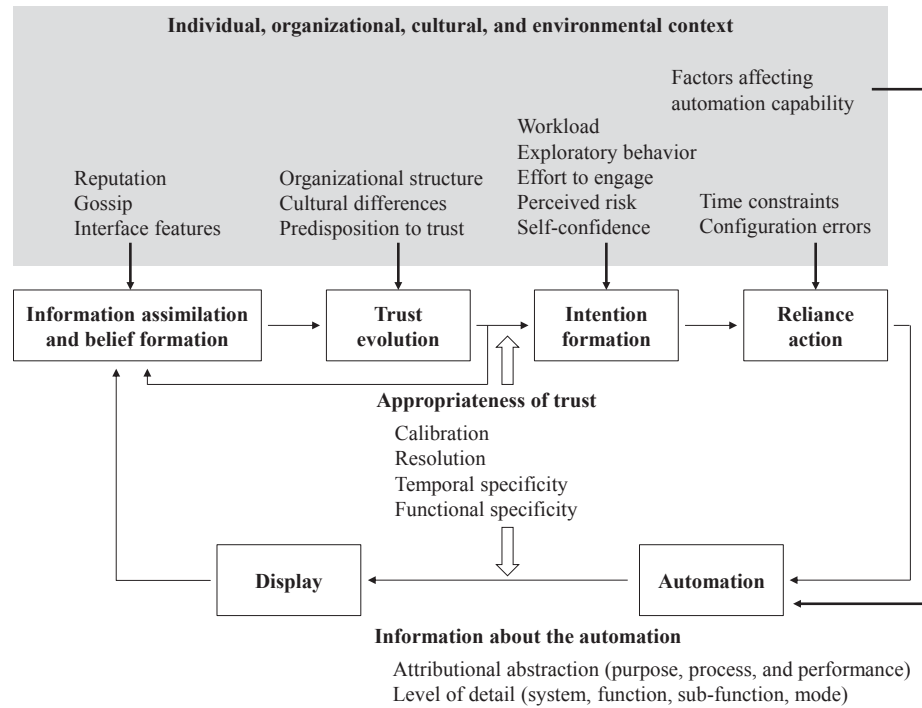 Individual, organizational, cultural, and environmental context
Factors affecting
automation capability
Workload
Exploratory behavior
Effort to engage
Perceived risk
Self-confidence
Reputation
Gossip
Interface features
Organizational structure
Cultural differences
Predisposition to trust
Time constraints
Configuration errors
Information assimilation
and belief formation
Trust
evolution
Intention
formation
Reliance
action
Appropriateness of trust
Calibration
Resolution
Temporal specificity
Functional specificity
Display
Automation
Information about the automation
Attributional abstraction (purpose, process, and performance)
Level of detail (system, function, sub-function, mode)